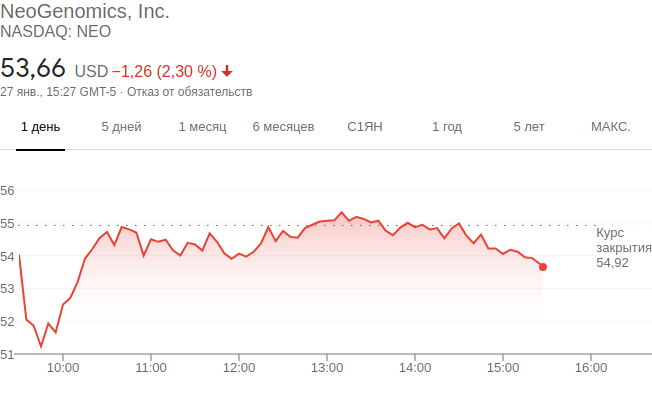 NeoGenomics, Inc.
NASDAQ: NEO
53,66 USD −1,26 (2,30 %)
27 янв., 15:27 GMT-5 · Отказ от обязательств
1 день 5 дней 1 месяц 6 месяцев С1ЯН 1 год 5 лет МАКС.
56
55
54
53
52
51
Курс
закрытия
54,92
10:00 11:00 12:00 13:00 14:00 15:00 16:00